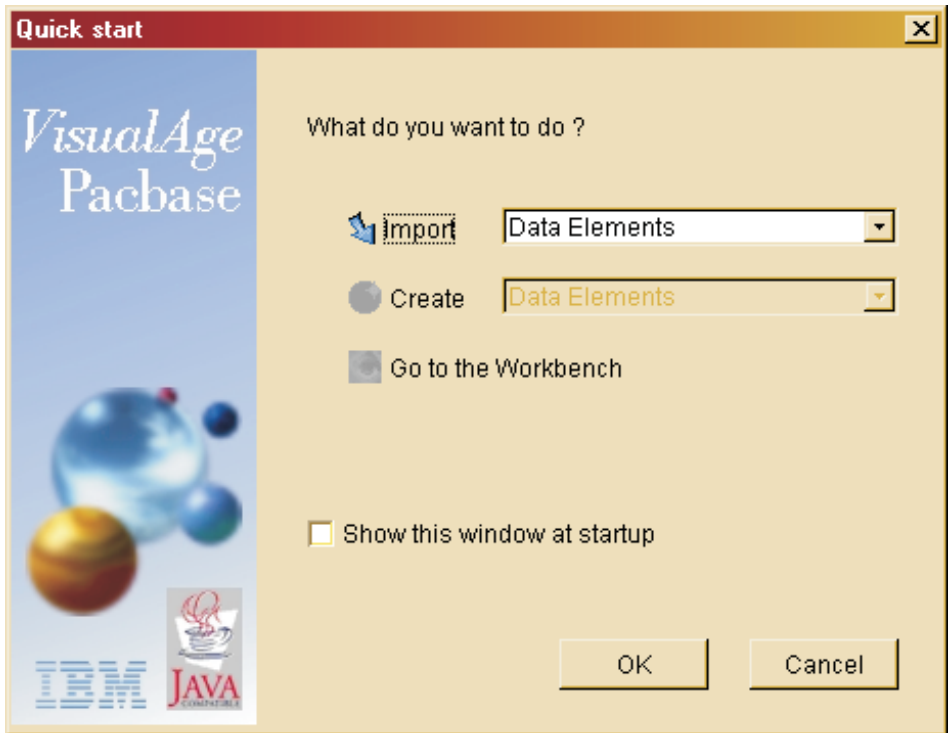 Quick start
VisualAge
Pacbase
What do you want to do ?
Import
Data Elements
Create
Data Elements
Go to the Workbench
Show this window at startup
OK
Cancel
IBM
JAVA
COMPATIBLE